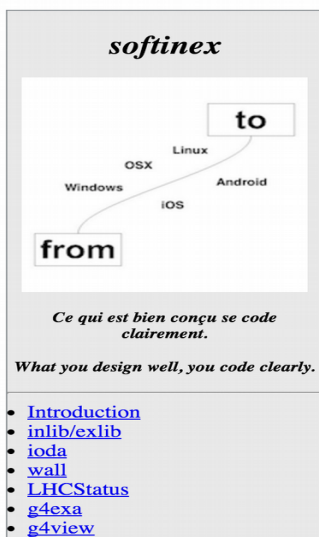 softinex
to
Linux
OSX
Windows
Android
iOS
from
Ce qui est bien conçu se code
clairement.
What you design well, you code clearly.
Introduction
inlib/exlib
ioda
wall
LHCStatus
g4exa
g4view